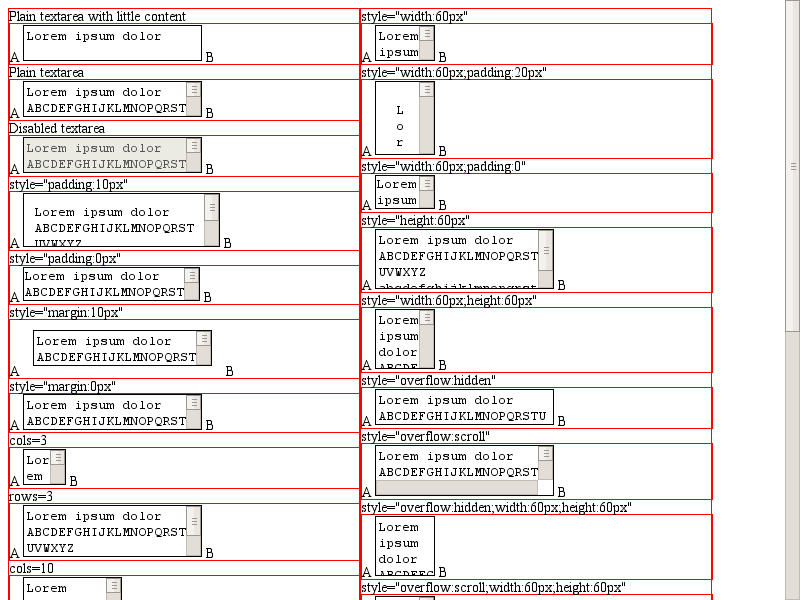 Plain textarea with little content
Lorem ipsum dolor
A B
Plain textarea
Lorem ipsum dolor
ABCDEFGHIJKLMNOPQRST
A B
Disabled textarea
Lorem ipsum dolor
ABCDEFGHIJKLMNOPQRST
A B
style="padding:10px"
Lorem ipsum dolor
ABCDEFGHIJKLMNOPQRST
UVWXYZ
A B
style="padding:0px"
Lorem ipsum dolor
ABCDEFGHIJKLMNOPQRST
A B
style="margin:10px"
Lorem ipsum dolor
ABCDEFGHIJKLMNOPQRST
A B
style="margin:0px"
Lorem ipsum dolor
ABCDEFGHIJKLMNOPQRST
A B
cols=3
Lor
em
A B
rows=3
Lorem ipsum dolor
ABCDEFGHIJKLMNOPQRST
UVWXYZ
A B
cols=10
Lorem
style="width:60px"
Lorem
ipsum
A B
style="width:60px;padding:20px"
L
o
r
A B
style="width:60px;padding:0"
Lorem
ipsum
A B
style="height:60px"
Lorem ipsum dolor
ABCDEFGHIJKLMNOPQRST
UVWXYZ
abcdefghijklmnopqrst
A B
style="width:60px;height:60px"
Lorem
ipsum
dolor
ABCDE
A B
style="overflow:hidden"
Lorem ipsum dolor
ABCDEFGHIJKLMNOPQRSTU
A B
style="overflow:scroll"
Lorem ipsum dolor
ABCDEFGHIJKLMNOPQRST
A B
style="overflow:hidden;width:60px;height:60px"
Lorem
ipsum
dolor
ABCDEFG
A B
style="overflow:scroll;width:60px;height:60px"